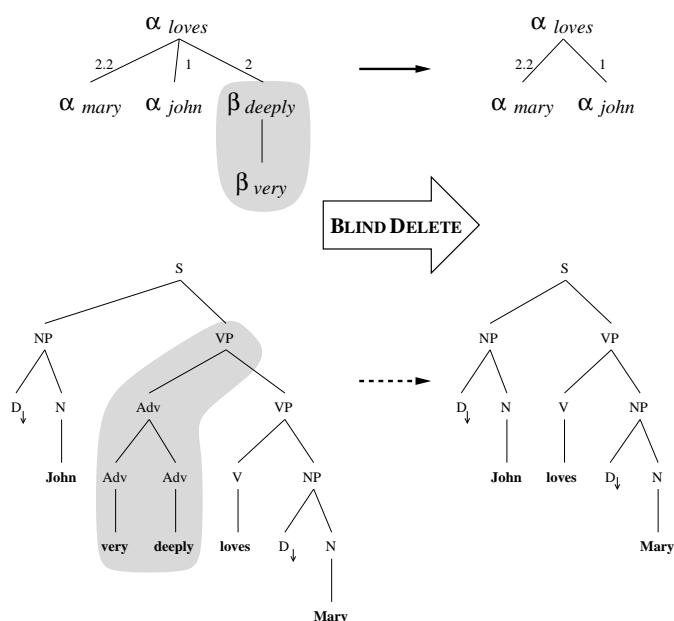 α loves α loves
2.2 1 2 2.2 1
α mary α john β deeply α mary α john
β very
BLIND DELETE
S S
NP VP NP VP
D↓ N Adv VP D↓ N V NP
John Adv Adv V NP John loves D↓ N
very deeply loves D↓ N Mary
Mary